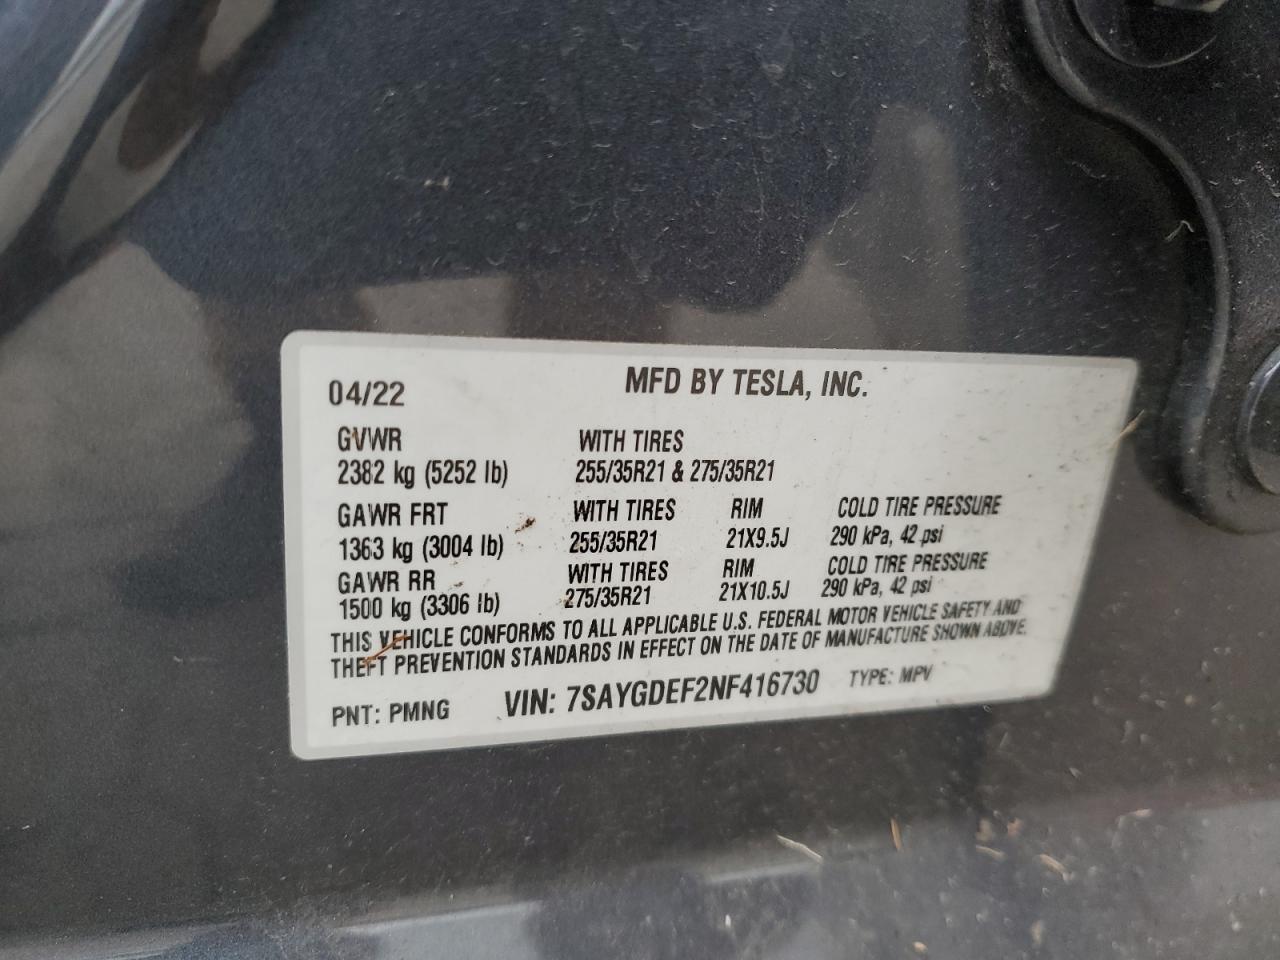 04/22 MFD BY TESLA, INC.
GVWR WITH TIRES
2382 kg (5252 lb) 255/35R21 & 275/35R21
GAWR FRT WITH TIRES RIM COLD TIRE PRESSURE
1363 kg (3004 lb) 255/35R21 21X9.5J 290 kPa, 42 psi
GAWR RR WITH TIRES RIM COLD TIRE PRESSURE
1500 kg (3306 lb) 275/35R21 21X10.5J 290 kPa, 42 psi
THIS VEHICLE CONFORMS TO ALL APPLICABLE U.S. FEDERAL MOTOR VEHICLE SAFETY AND
THEFT PREVENTION STANDARDS IN EFFECT ON THE DATE OF MANUFACTURE SHOWN ABOVE.
PNT: PMNG VIN: 7SAYGDEF2NF416730 TYPE: MPV